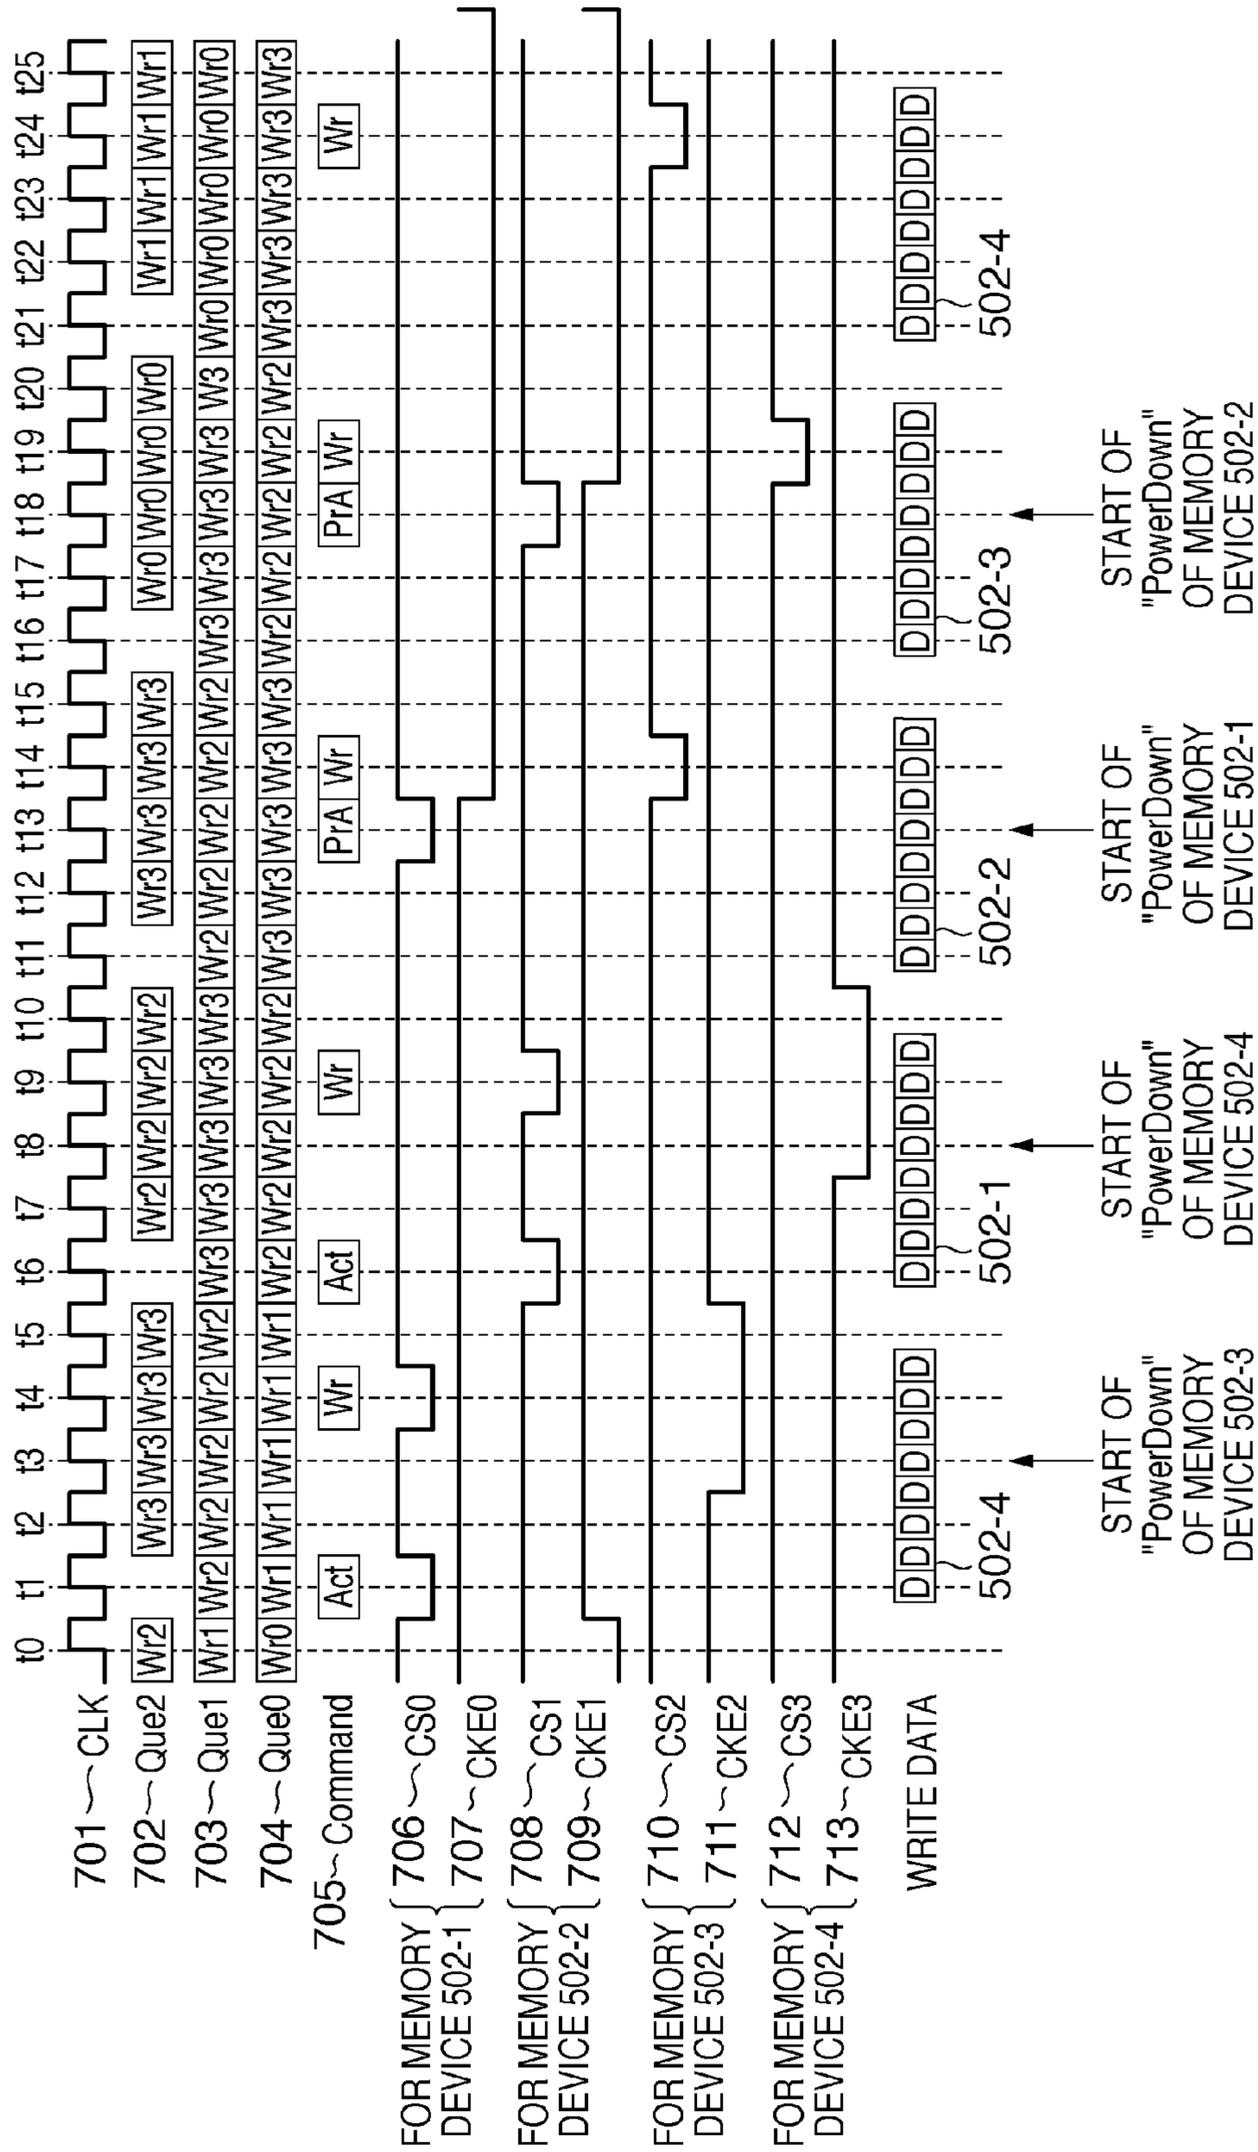 t0 t1 t2 t3 t4 t5 t6 t7 t8 t9 t10 t11 t12 t13 t14 t15 t16 t17 t18 t19 t20 t21 t22 t23 t24 t25
701 CLK
702 Que2 Wr2 Wr3 Wr3 Wr3 Wr3 Wr2 Wr2 Wr2 Wr2 Wr3 Wr3 Wr3 Wr3 Wr0 Wr0 Wr0 Wr0 Wr1 Wr1 Wr1 Wr1
703 Que1 Wr1 Wr2 Wr2 Wr2 Wr2 Wr2 Wr3 Wr3 Wr3 Wr3 Wr3 Wr2 Wr2 Wr2 Wr2 Wr2 Wr3 Wr3 Wr3 Wr3 W3 Wr0 Wr0 Wr0 Wr0 Wr0
704 Que0 Wr0 Wr1 Wr1 Wr1 Wr1 Wr1 Wr2 Wr2 Wr2 Wr2 Wr2 Wr3 Wr3 Wr3 Wr3 Wr3 Wr2 Wr2 Wr2 Wr2 Wr2 Wr3 Wr3 Wr3 Wr3 Wr3
705 Command Act Wr Act Wr PrA Wr PrA Wr Wr
FOR MEMORY
DEVICE 502-1
706 CS0
707 CKE0
FOR MEMORY
DEVICE 502-2
708 CS1
709 CKE1
FOR MEMORY
DEVICE 502-3
710 CS2
711 CKE2
FOR MEMORY
DEVICE 502-4
712 CS3
713 CKE3
WRITE DATA D D D D D D D D D D D D D D D D D D D D D D D D D D D D D D D D D D D D D D D D
502-4 502-1 502-2 502-3 502-4
START OF
"PowerDown"
OF MEMORY
DEVICE 502-3
START OF
"PowerDown"
OF MEMORY
DEVICE 502-4
START OF
"PowerDown"
OF MEMORY
DEVICE 502-1
START OF
"PowerDown"
OF MEMORY
DEVICE 502-2